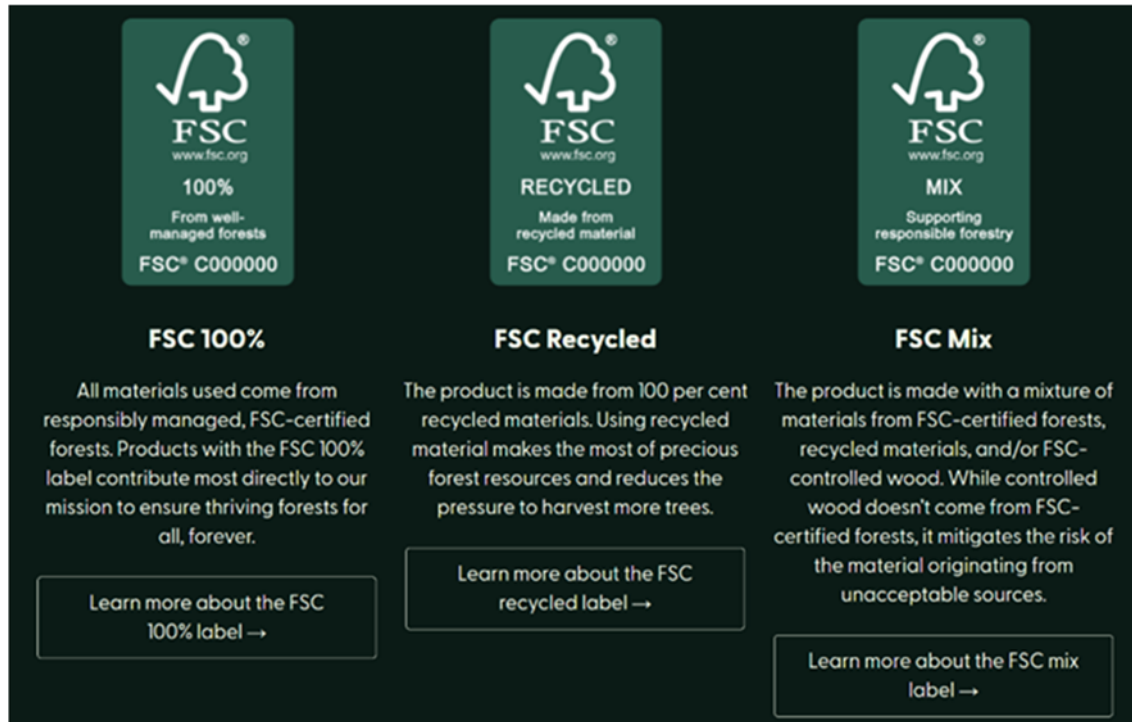 ®
FSC
www.fsc.org
100%
From well-
managed forests
FSC® C000000
FSC 100%
All materials used come from
responsibly managed, FSC-certified
forests. Products with the FSC 100%
label contribute most directly to our
mission to ensure thriving forests for
all, forever.
Learn more about the FSC
100% label →
®
FSC
www.fsc.org
RECYCLED
Made from
recycled material
FSC® C000000
FSC Recycled
The product is made from 100 per cent
recycled materials. Using recycled
material makes the most of precious
forest resources and reduces the
pressure to harvest more trees.
Learn more about the FSC
recycled label →
®
FSC
www.fsc.org
MIX
Supporting
responsible forestry
FSC® C000000
FSC Mix
The product is made with a mixture of
materials from FSC-certified forests,
recycled materials, and/or FSC-
controlled wood. While controlled
wood doesn't come from FSC-
certified forests, it mitigates the risk of
the material originating from
unacceptable sources.
Learn more about the FSC mix
label →